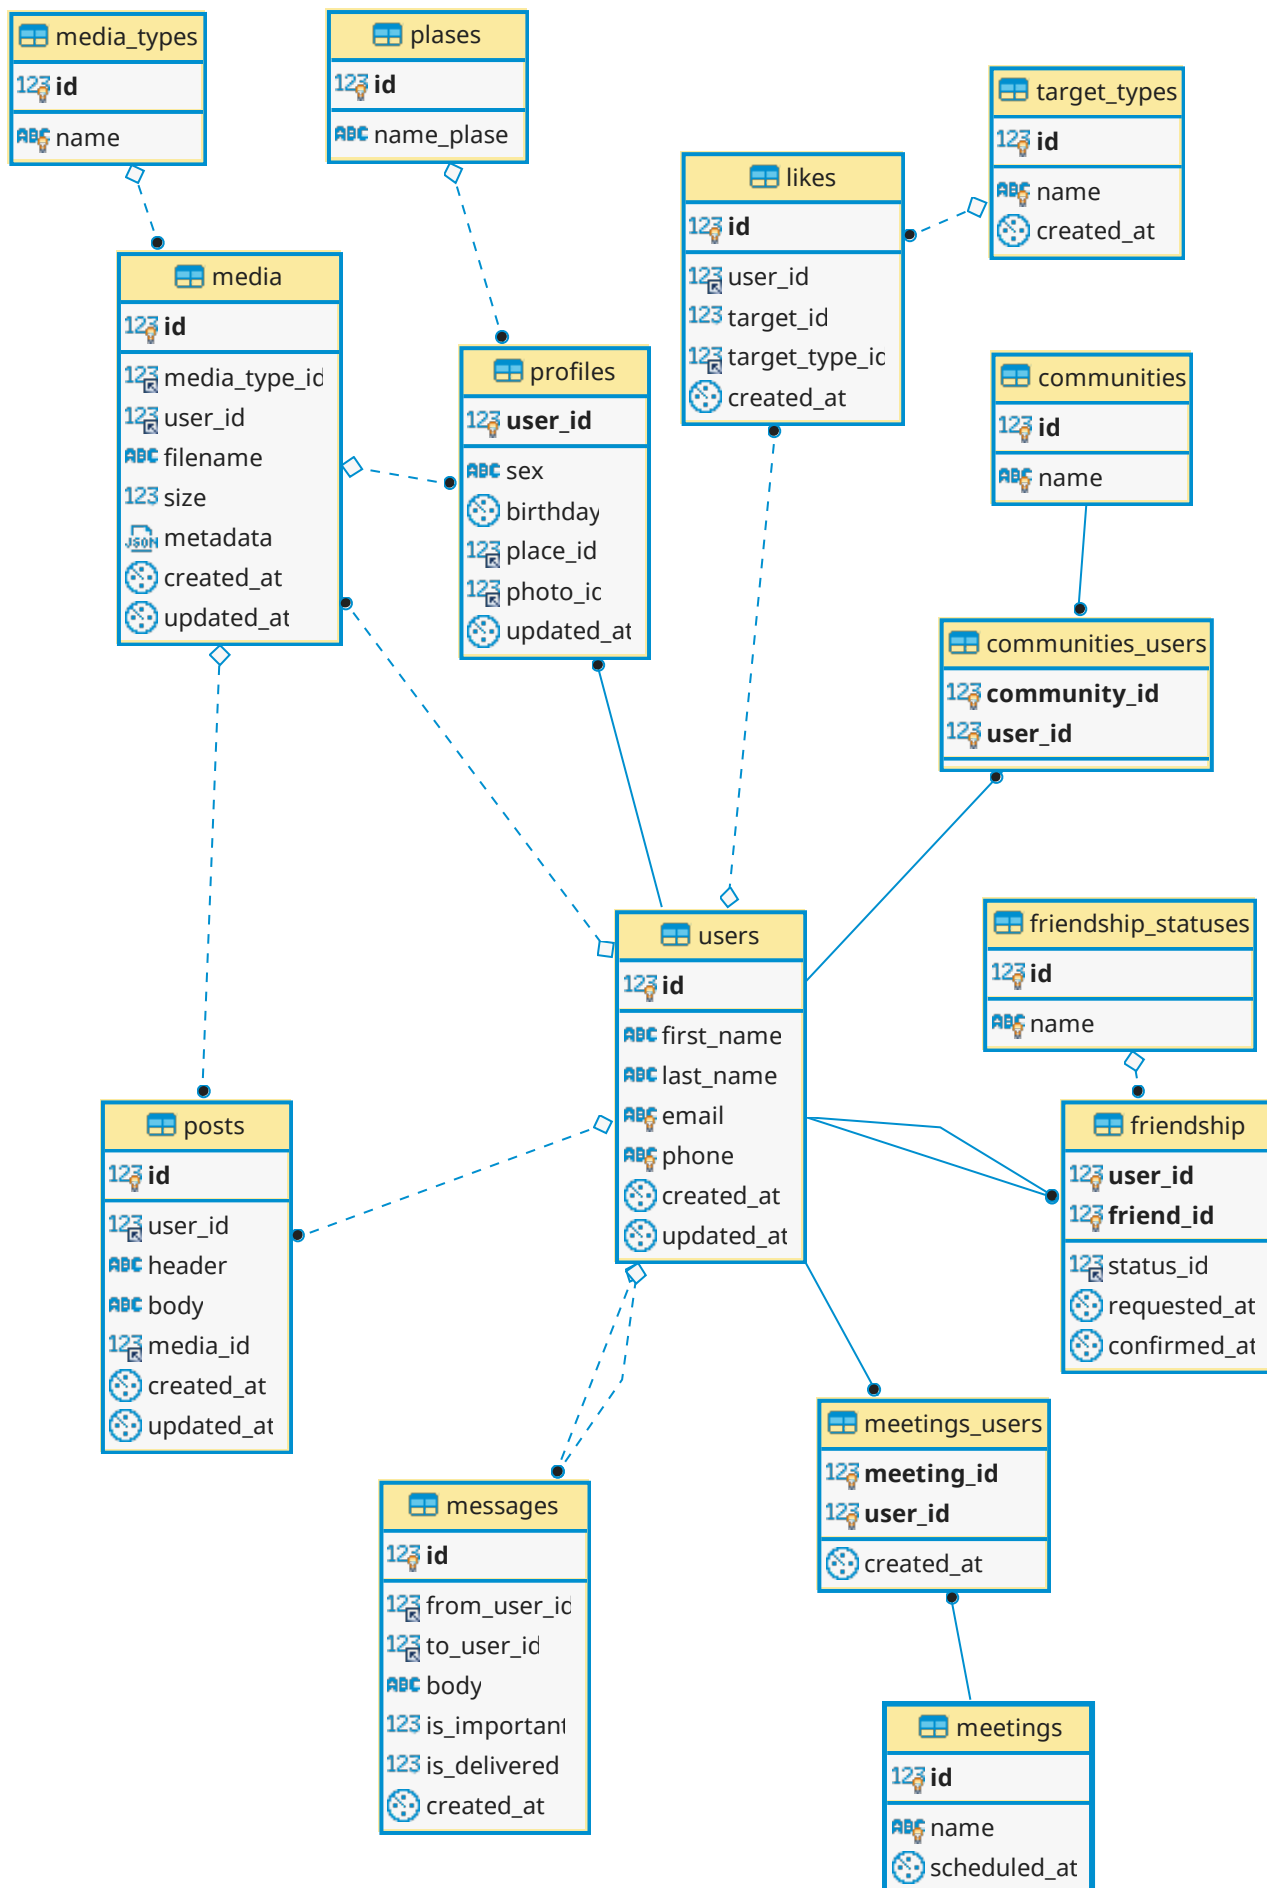 media_types
id
name
plases
id
name_plase
target_types
id
name
created_at
likes
id
user_id
target_id
target_type_id
created_at
media
id
media_type_id
user_id
filename
size
metadata
created_at
updated_at
profiles
user_id
sex
birthday
place_id
photo_id
updated_at
communities
id
name
communities_users
community_id
user_id
users
id
first_name
last_name
email
phone
created_at
updated_at
friendship_statuses
id
name
friendship
user_id
friend_id
status_id
requested_at
confirmed_at
posts
id
user_id
header
body
media_id
created_at
updated_at
meetings_users
meeting_id
user_id
created_at
messages
id
from_user_id
to_user_id
body
is_important
is_delivered
created_at
meetings
id
name
scheduled_at